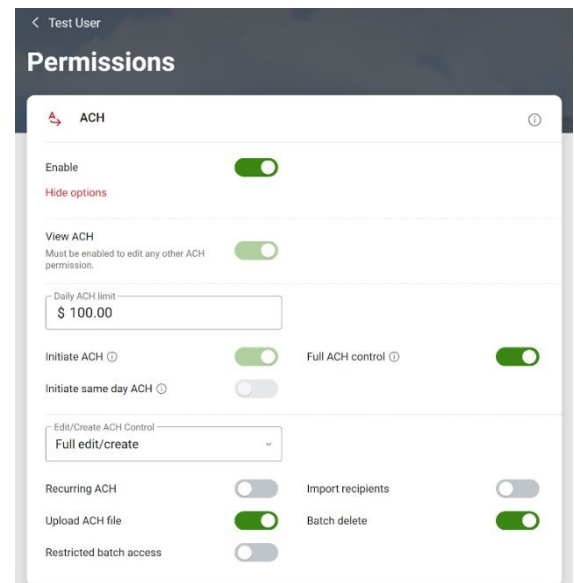 < Test User
Permissions
ACH
Enable
Hide options
View ACH
Must be enabled to edit any other ACH
permission.
Daily ACH limit
$ 100.00
Initiate ACH
Full ACH control
Initiate same day ACH
Edit/Create ACH Control
Full edit/create
Recurring ACH
Import recipients
Upload ACH file
Batch delete
Restricted batch access